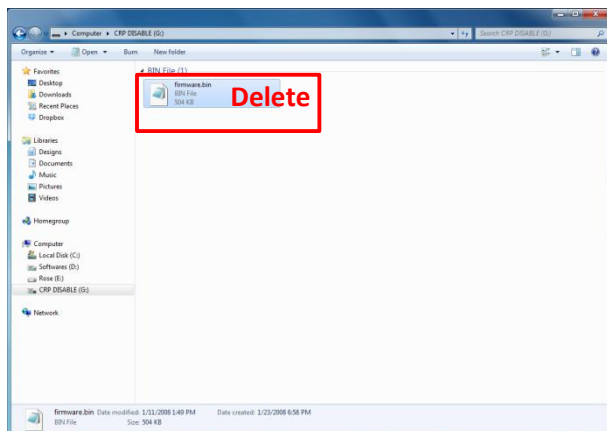 Computer ▸ CRP DISABLE (G:)
Search CRP DISABLE (G:)
Organize
Open
Burn
New folder
Favorites
Desktop
Downloads
Recent Places
Dropbox
Libraries
Designs
Documents
Music
Pictures
Videos
Homegroup
Computer
Local Disk (C:)
Softwares (D:)
Rose (E:)
CRP DISABLE (G:)
Network
BIN File (1)
firmware.bin
BIN File
504 KB
Delete
firmware.bin Date modified: 1/11/2008 1:49 PM Date created: 1/23/2008 6:58 PM
BIN File Size: 504 KB